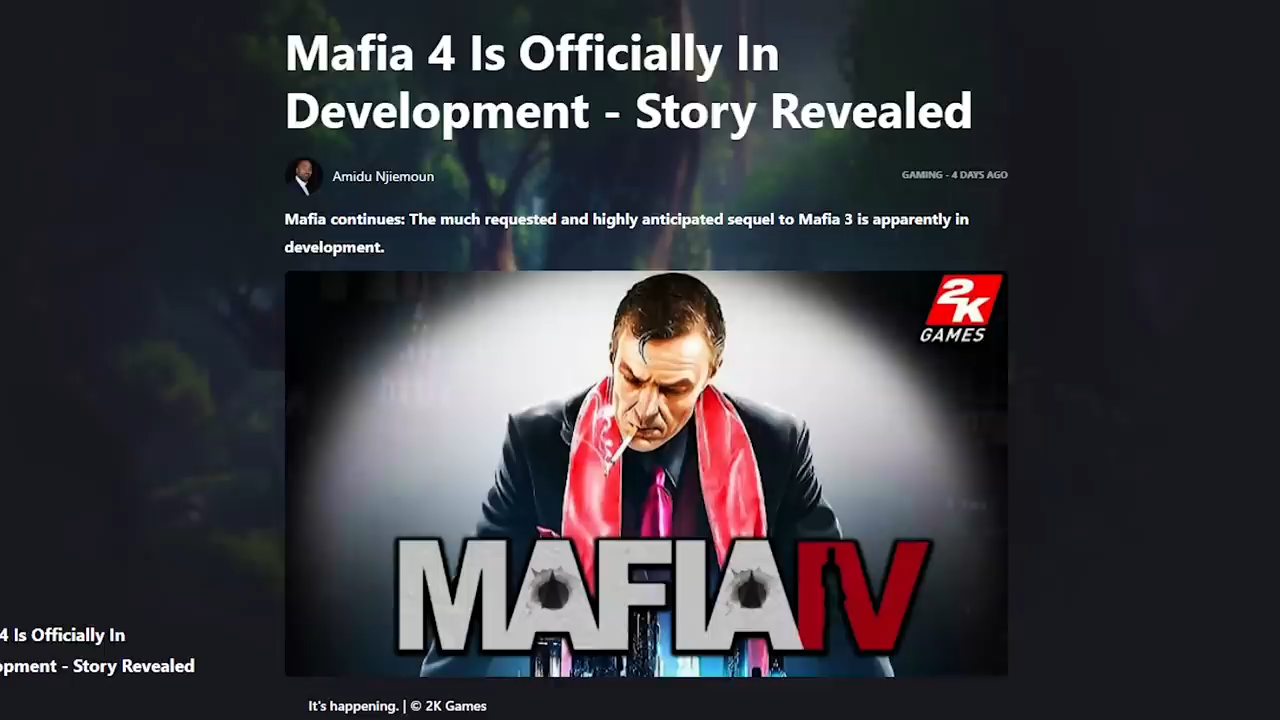 Mafia 4 Is Officially In
Development - Story Revealed
Amidu Njiemoun
GAMING - 4 DAYS AGO
Mafia continues: The much requested and highly anticipated sequel to Mafia 3 is apparently in
development.
2K
GAMES
MAFIA IV
4 Is Officially In
opment - Story Revealed
It's happening. | © 2K Games